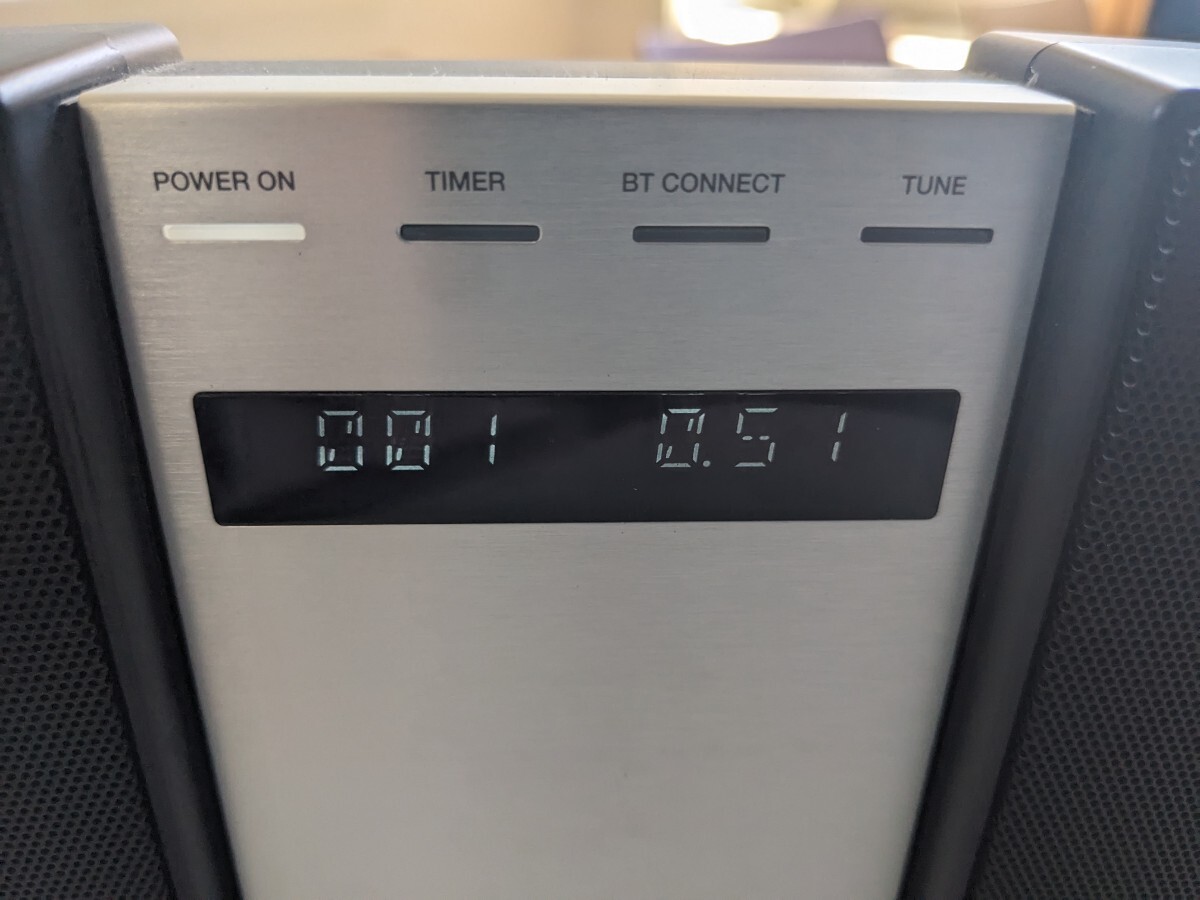 POWER ON TIMER BT CONNECT TUNE
001 0.51